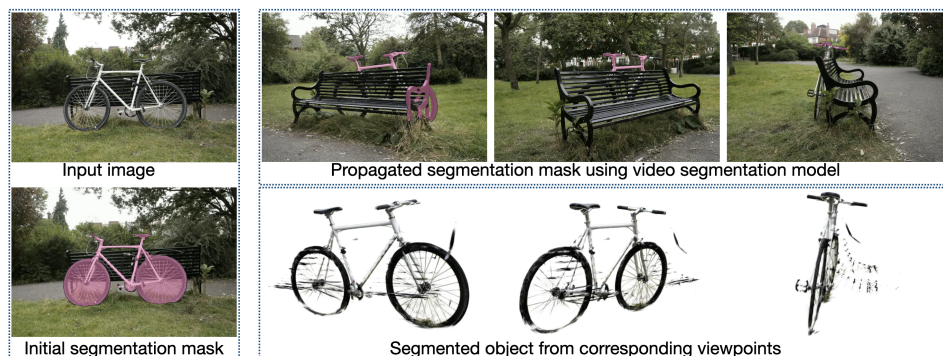 Input image
Propagated segmentation mask using video segmentation model
Initial segmentation mask
Segmented object from corresponding viewpoints